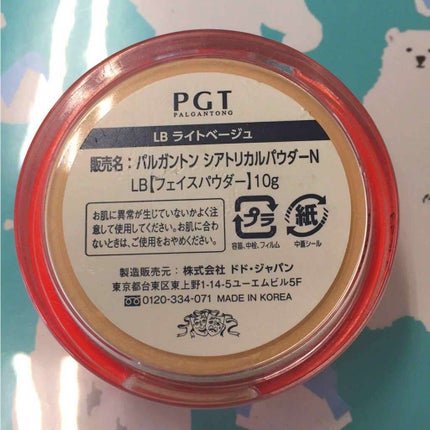 PGT
PALGANTONG
LB ライトベージュ
販売名：パルガントン シアトリカルパウダーN
LB【フェイスパウダー】10g
お肌に異常が生じていないかよく注
意して使用してください。お肌に合わ
ないときは、ご使用をおやめください。
プラ
容器、中栓、フィルム
紙
中蓋シール
製造販売元：株式会社 ドド・ジャパン
東京都台東区東上野1-14-5ユーエムビル5F
0120-334-071 MADE IN KOREA